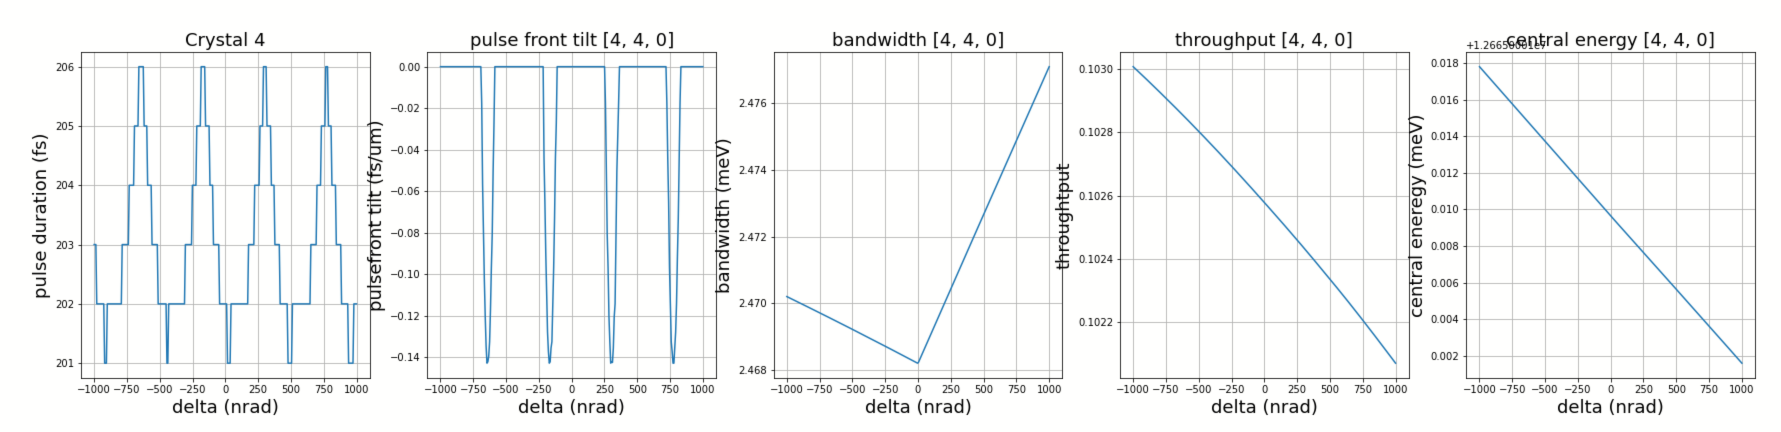 Crystal 4
pulse duration (fs)
206
205
204
203
202
201
−1000 −750 −500 −250 0 250 500 750 1000
delta (nrad)
pulse front tilt [4, 4, 0]
pulsefront tilt (fs/um)
0.00
−0.02
−0.04
−0.06
−0.08
−0.10
−0.12
−0.14
−1000 −750 −500 −250 0 250 500 750 1000
delta (nrad)
bandwidth [4, 4, 0]
bandwidth (meV)
2.476
2.474
2.472
2.470
2.468
−1000 −750 −500 −250 0 250 500 750 1000
delta (nrad)
throughput [4, 4, 0]
throughtput
0.1030
0.1028
0.1026
0.1024
0.1022
−1000 −750 −500 −250 0 250 500 750 1000
delta (nrad)
central energy [4, 4, 0]
central eneregy (meV)
0.018
0.016
0.014
0.012
0.010
0.008
0.006
0.004
0.002
−1000 −750 −500 −250 0 250 500 750 1000
delta (nrad)